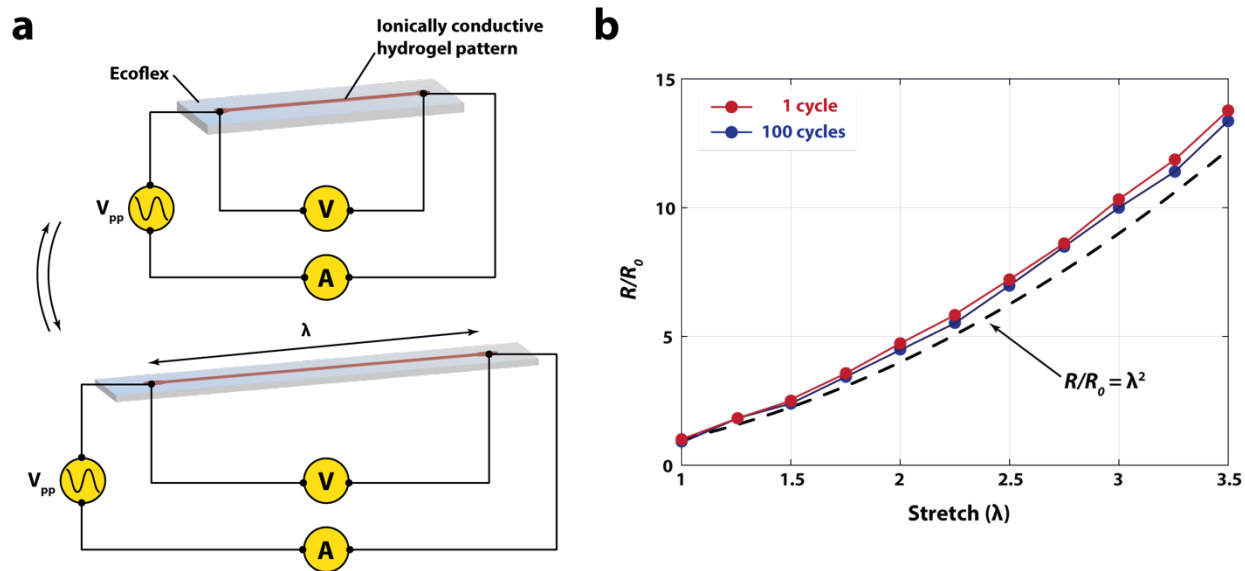 a
Ionically conductive
hydrogel pattern
Ecoflex
V
Vpp
A
λ
V
Vpp
A
b
15
10
5
0
R/R0
1 cycle
100 cycles
R/R0 = λ2
1
1.5
2
2.5
3
3.5
Stretch (λ)